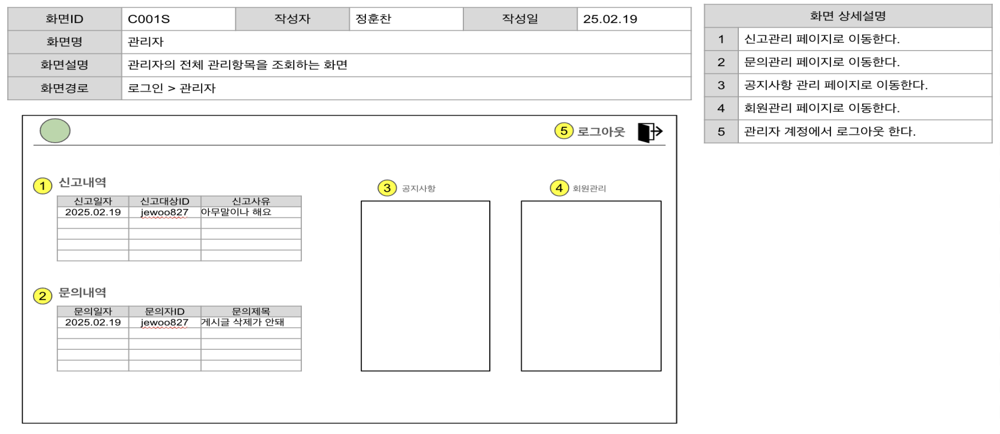 화면ID C001S 작성자 정훈찬 작성일 25.02.19
화면명 관리자
화면설명 관리자의 전체 관리항목을 조회하는 화면
화면경로 로그인 > 관리자
화면 상세설명
1 신고관리 페이지로 이동한다.
2 문의관리 페이지로 이동한다.
3 공지사항 관리 페이지로 이동한다.
4 회원관리 페이지로 이동한다.
5 관리자 계정에서 로그아웃 한다.
5 로그아웃
1 신고내역
신고일자 신고대상ID 신고사유
2025.02.19 jewoo827 아무말이나 해요
2 문의내역
문의일자 문의자ID 문의제목
2025.02.19 jewoo827 게시글 삭제가 안돼
3 공지사항
4 회원관리